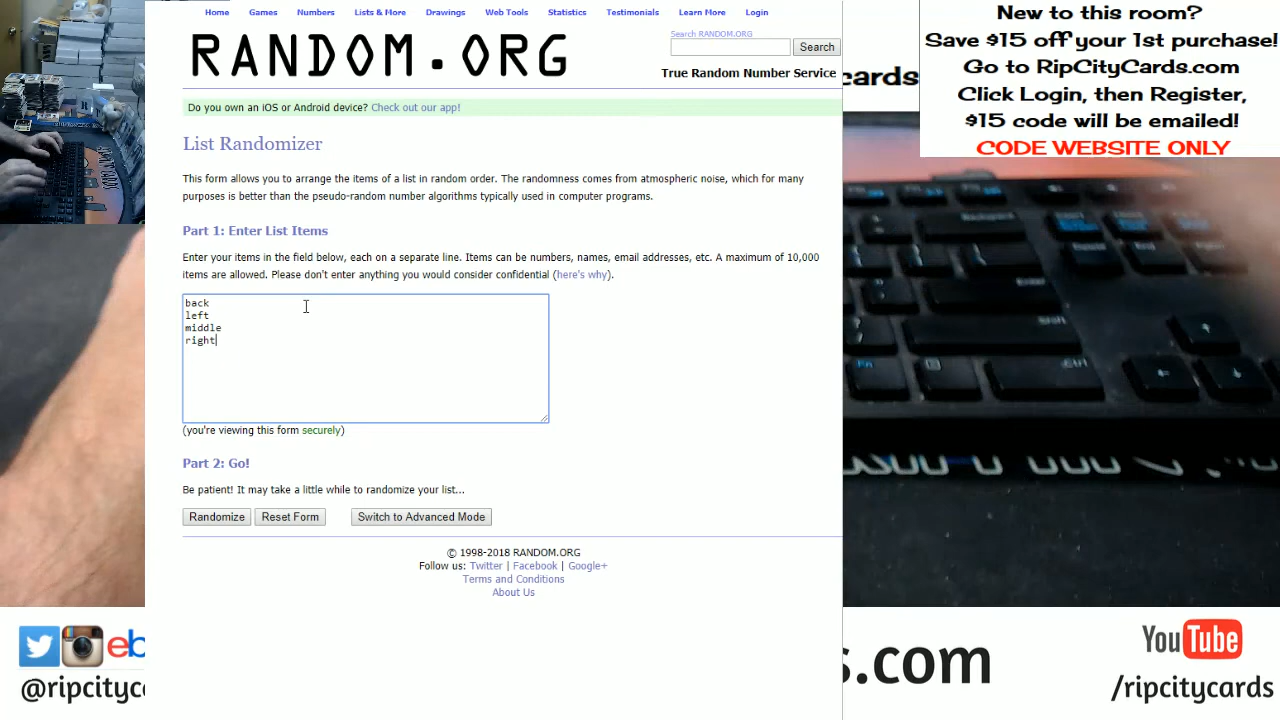 Home Games Numbers Lists & More Drawings Web Tools Statistics Testimonials Learn More Login
RANDOM.ORG
Search RANDOM.ORG
Search
True Random Number Service
Do you own an iOS or Android device? Check out our app!
List Randomizer
This form allows you to arrange the items of a list in random order. The randomness comes from atmospheric noise, which for many
purposes is better than the pseudo-random number algorithms typically used in computer programs.
Part 1: Enter List Items
Enter your items in the field below, each on a separate line. Items can be numbers, names, email addresses, etc. A maximum of 10,000
items are allowed. Please don't enter anything you would consider confidential (here's why).
back
left
middle
right
(you're viewing this form securely)
Part 2: Go!
Be patient! It may take a little while to randomize your list...
Randomize Reset Form Switch to Advanced Mode
© 1998-2018 RANDOM.ORG
Follow us: Twitter | Facebook | Google+
Terms and Conditions
About Us
New to this room?
Save $15 off your 1st purchase!
Go to RipCityCards.com
Click Login, then Register,
$15 code will be emailed!
CODE WEBSITE ONLY
cards
Backspace
Enter
Shift
Ctrl
eb
@ripcityc
s.com
YouTube
/ripcitycards